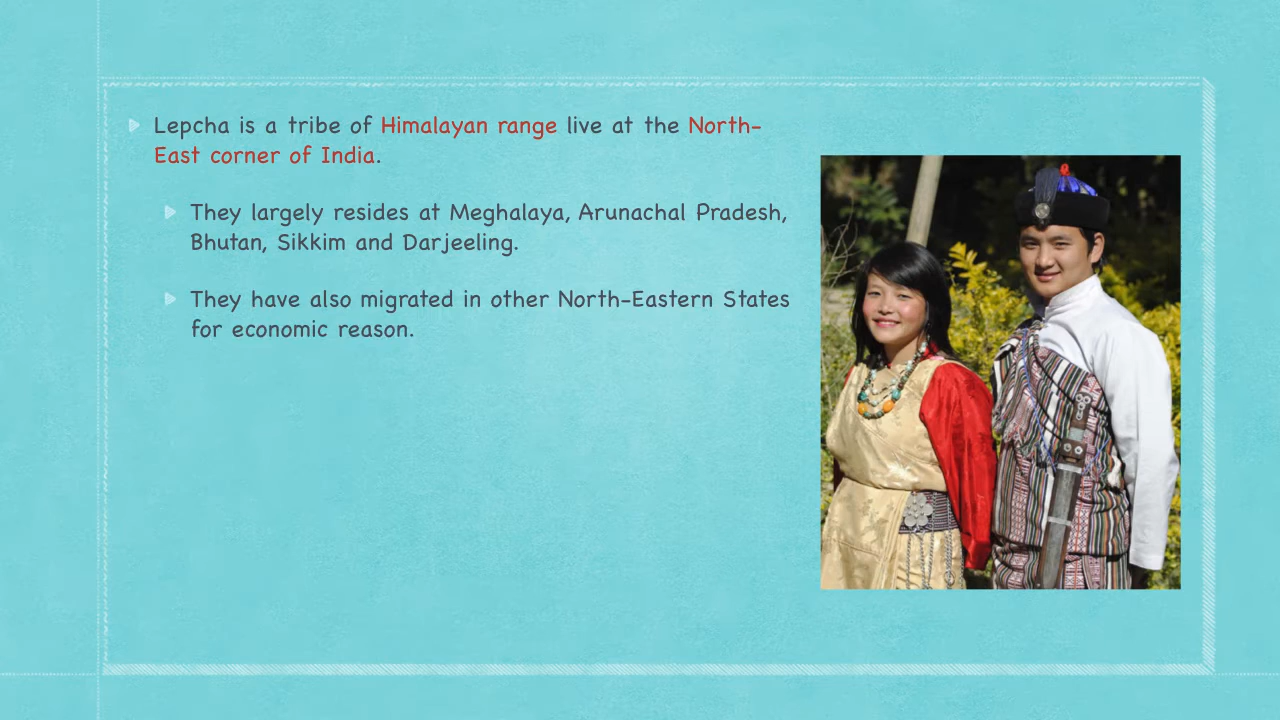 Lepcha is a tribe of Himalayan range live at the North-
East corner of India.
They largely resides at Meghalaya, Arunachal Pradesh,
Bhutan, Sikkim and Darjeeling.
They have also migrated in other North-Eastern States
for economic reason.